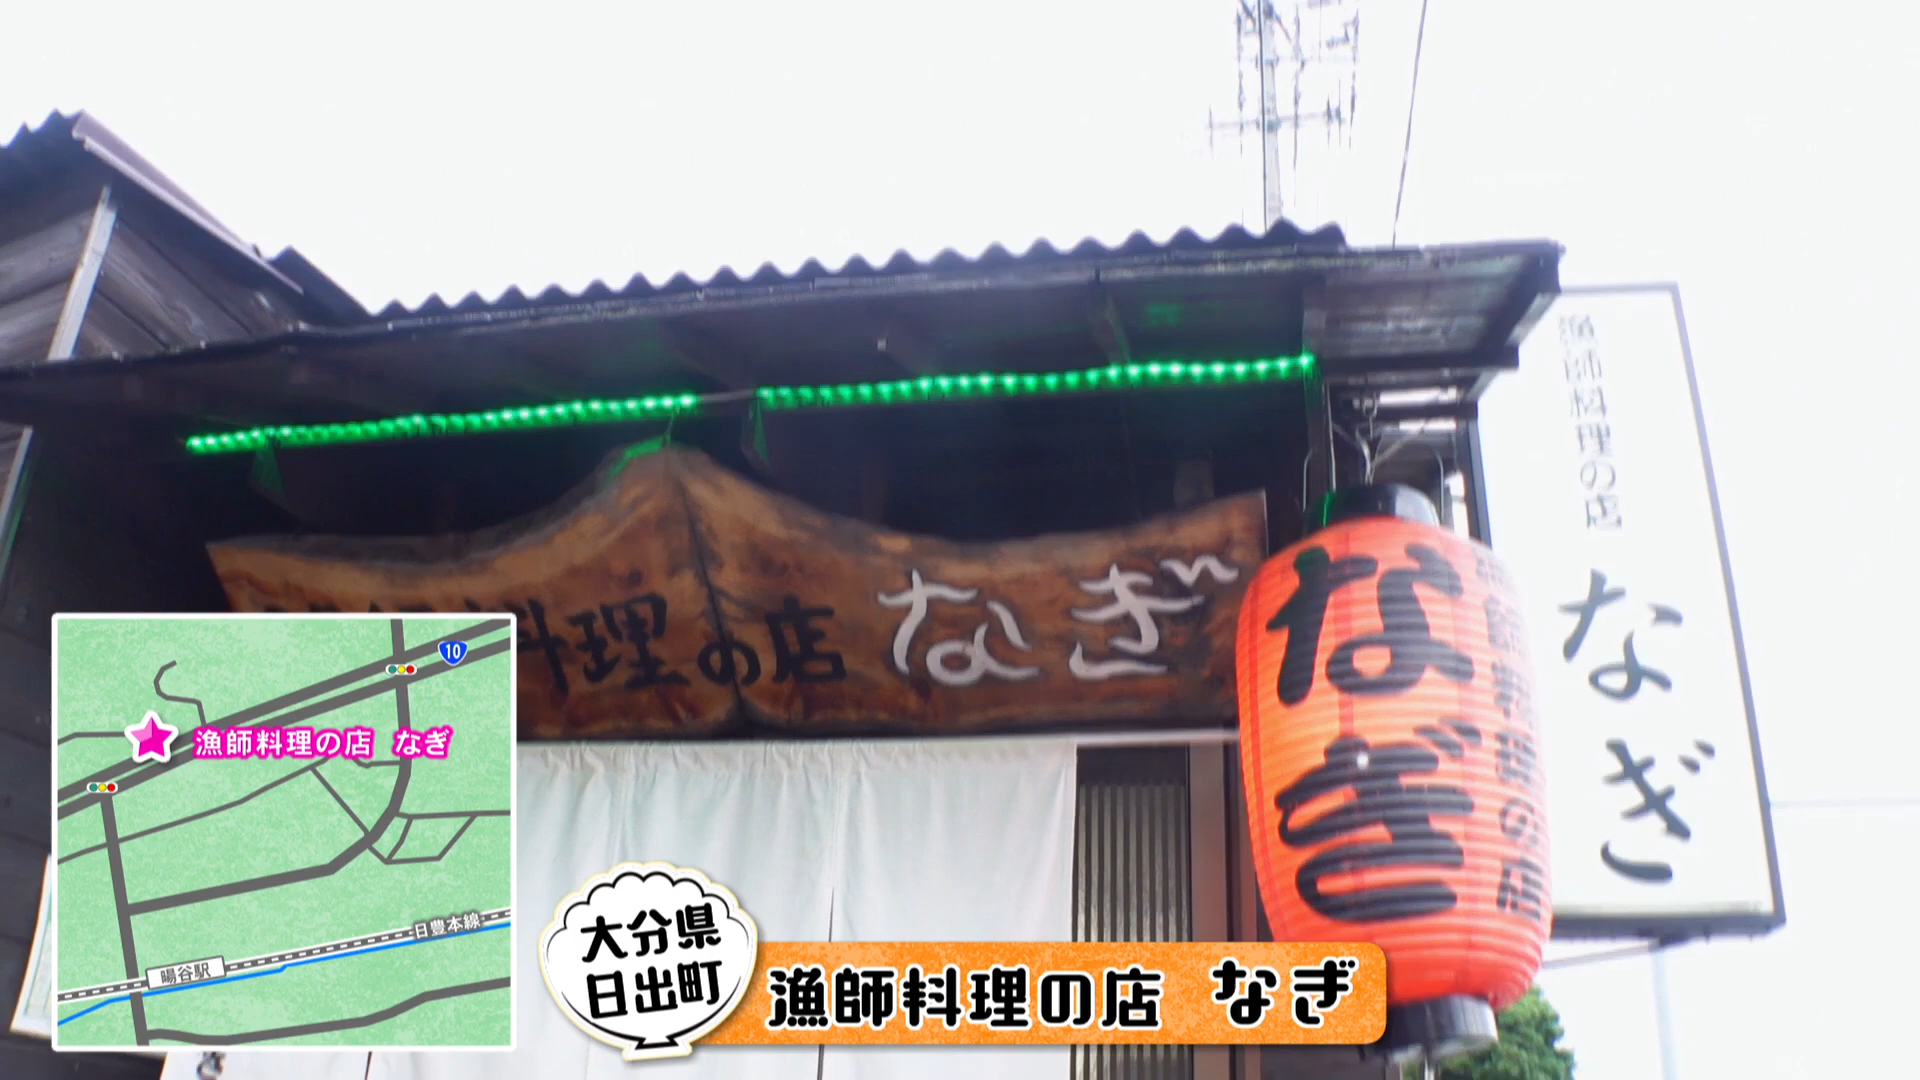 漁師料理の店
なぎ
料理の店 なぎ
なぎ
漁師料理の店
10
漁師料理の店 なぎ
日豊本線
暘谷駅
大分県
日出町
漁師料理の店 なぎ